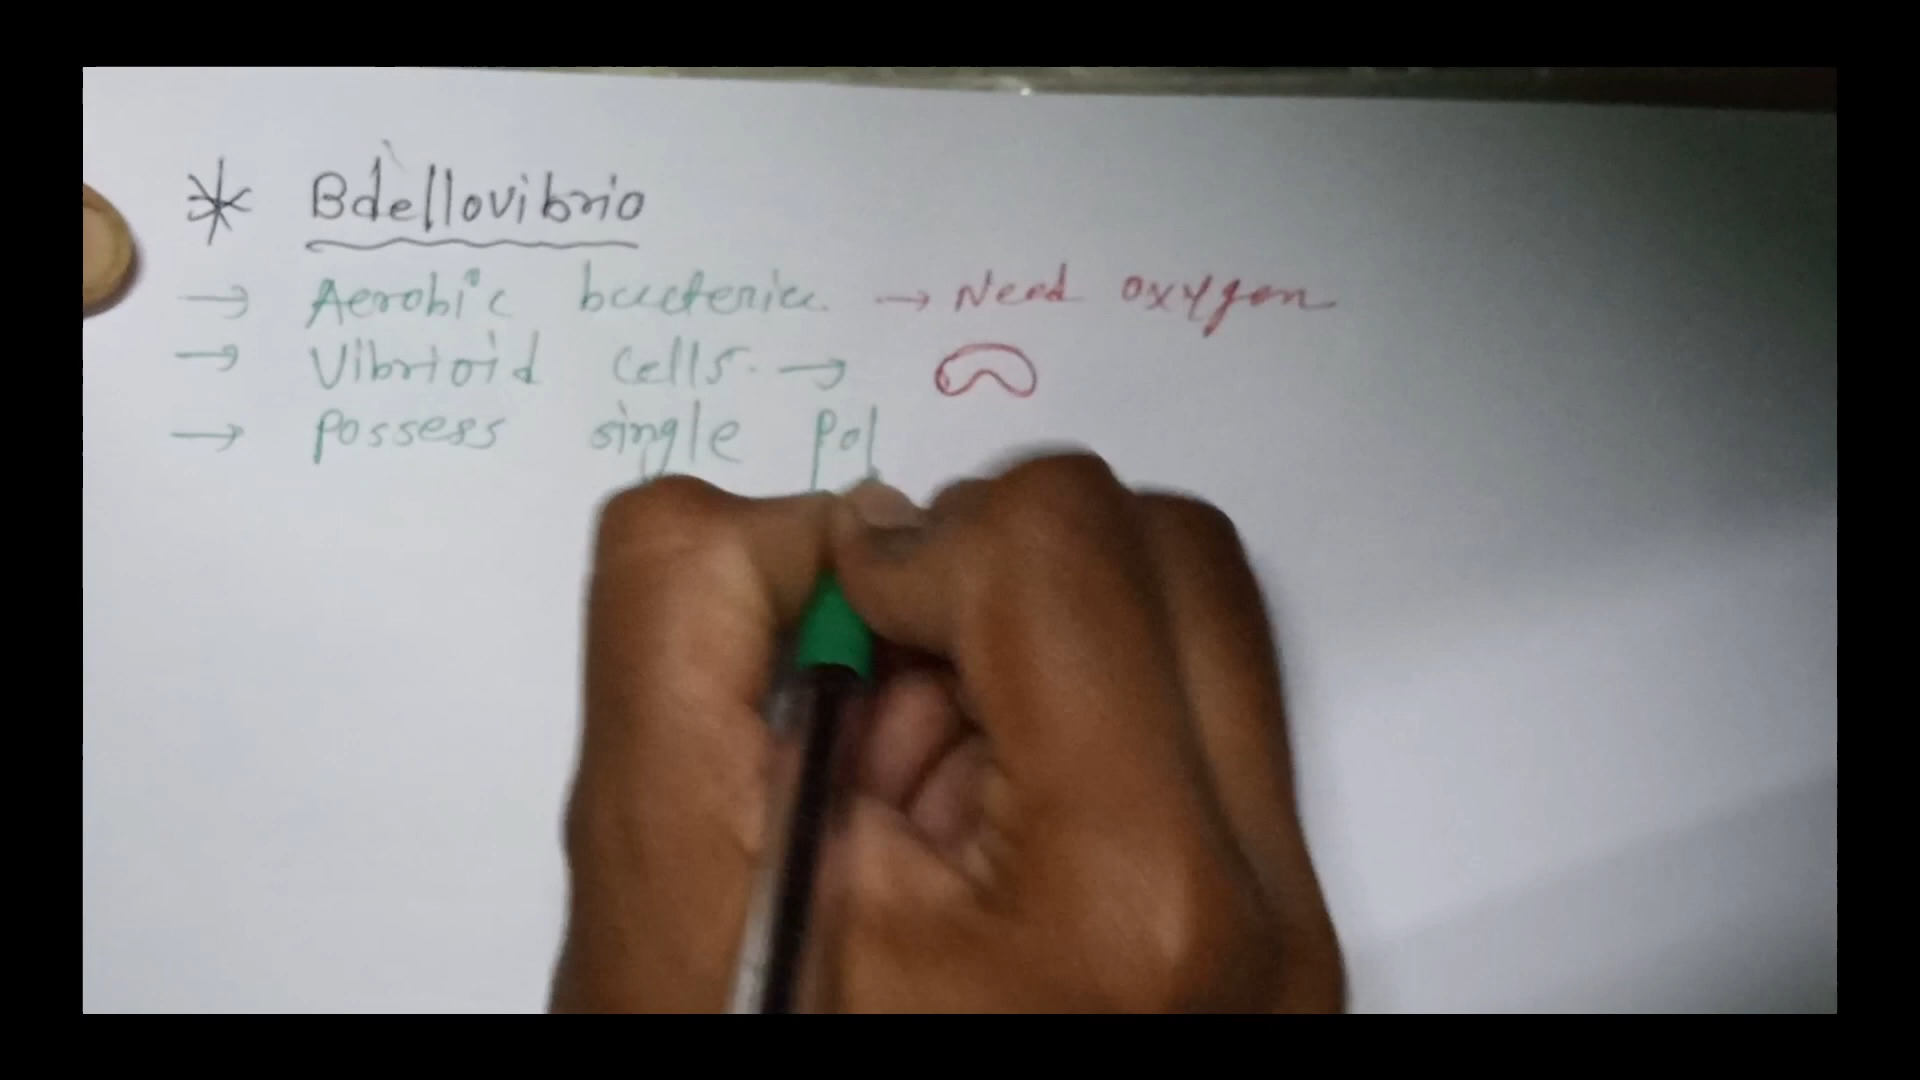 * Bdellovibrio
→ Aerobic bacteria. → Need oxygen
→ Vibrioid cells. →
→ Possess single Pol